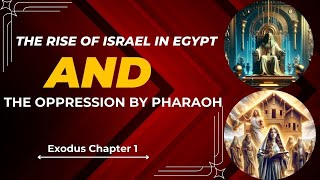 THE RISE OF ISRAEL IN EGYPT
AND
THE OPPRESSION BY PHARAOH
Exodus Chapter 1